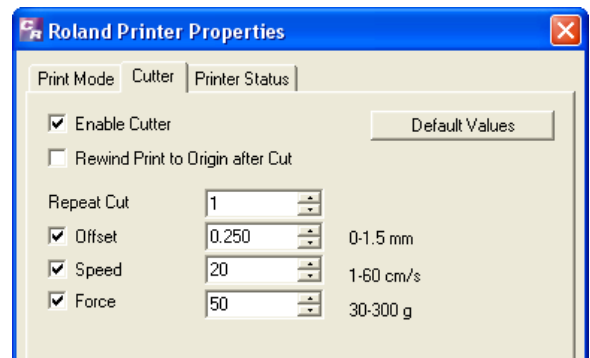 Roland Printer Properties
Print Mode Cutter Printer Status
Enable Cutter Default Values
Rewind Print to Origin after Cut
Repeat Cut 1
Offset 0.250 0-1.5 mm
Speed 20 1-60 cm/s
Force 50 30-300 g